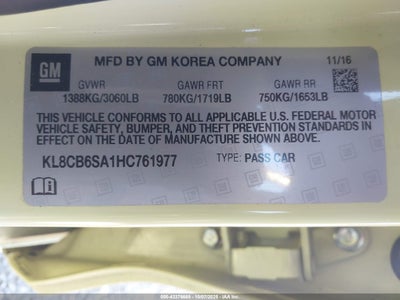 GM
MFD BY GM KOREA COMPANY 11/16
GVWR GAWR FRT GAWR RR
1388KG/3060LB 780KG/1719LB 750KG/1653LB
THIS VEHICLE CONFORMS TO ALL APPLICABLE U.S. FEDERAL MOTOR
VEHICLE SAFETY, BUMPER, AND THEFT PREVENTION STANDARDS IN
EFFECT ON THE DATE OF MANUFACTURE SHOWN ABOVE.
KL8CB6SA1HC761977 TYPE: PASS CAR